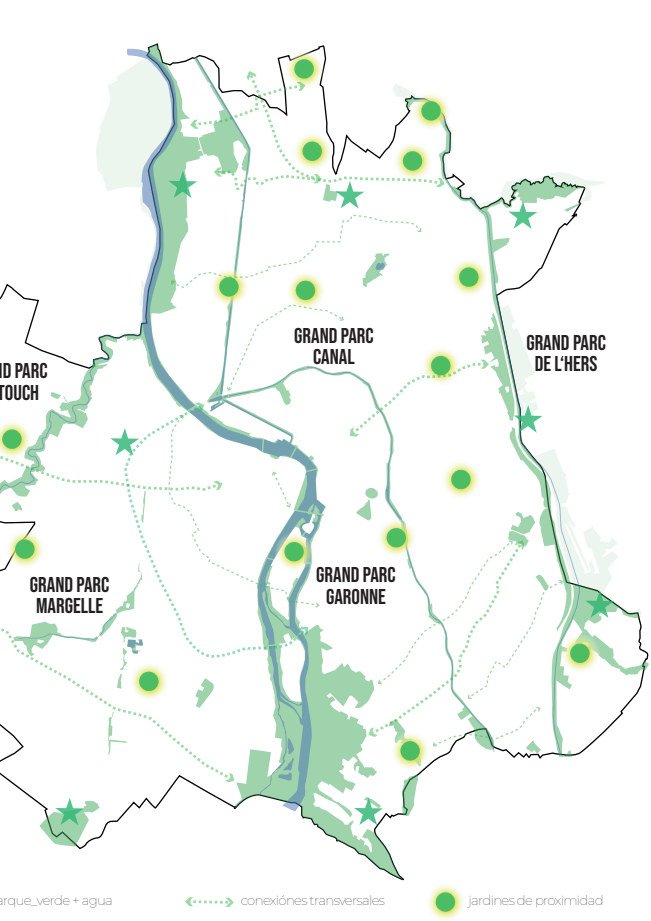 GRAND PARC
CANAL
GRAND PARC
DE L'HERS
ND PARC
TOUCH
GRAND PARC
GARONNE
GRAND PARC
MARGELLE
arque_verde + agua
conexiónes transversales
jardines de proximidad